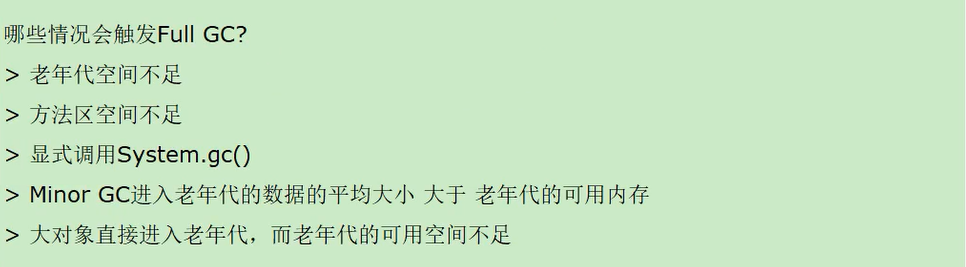 哪些情况会触发Full GC?
> 老年代空间不足
> 方法区空间不足
> 显式调用System.gc()
> Minor GC进入老年代的数据的平均大小 大于 老年代的可用内存
> 大对象直接进入老年代，而老年代的可用空间不足